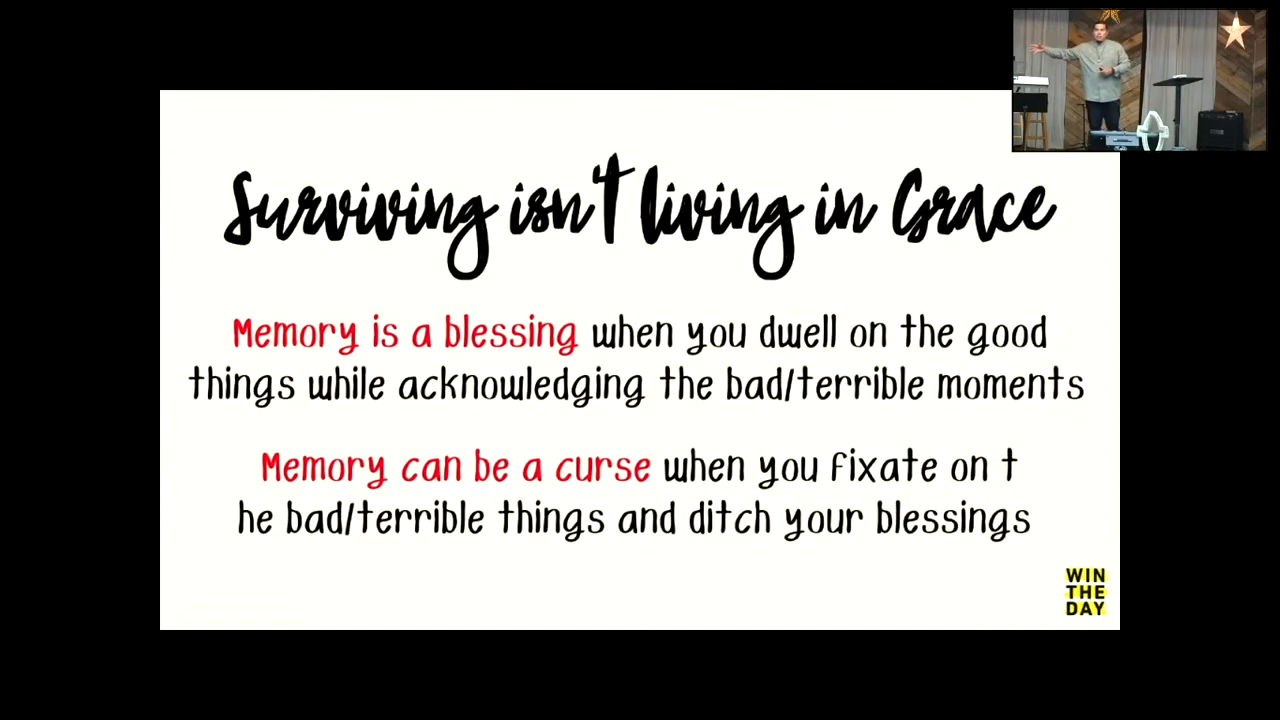 Surviving isn't living in Grace
Memory is a blessing when you dwell on the good
things while acknowledging the bad/terrible moments
Memory can be a curse when you fixate on t
he bad/terrible things and ditch your blessings
WIN
THE
DAY